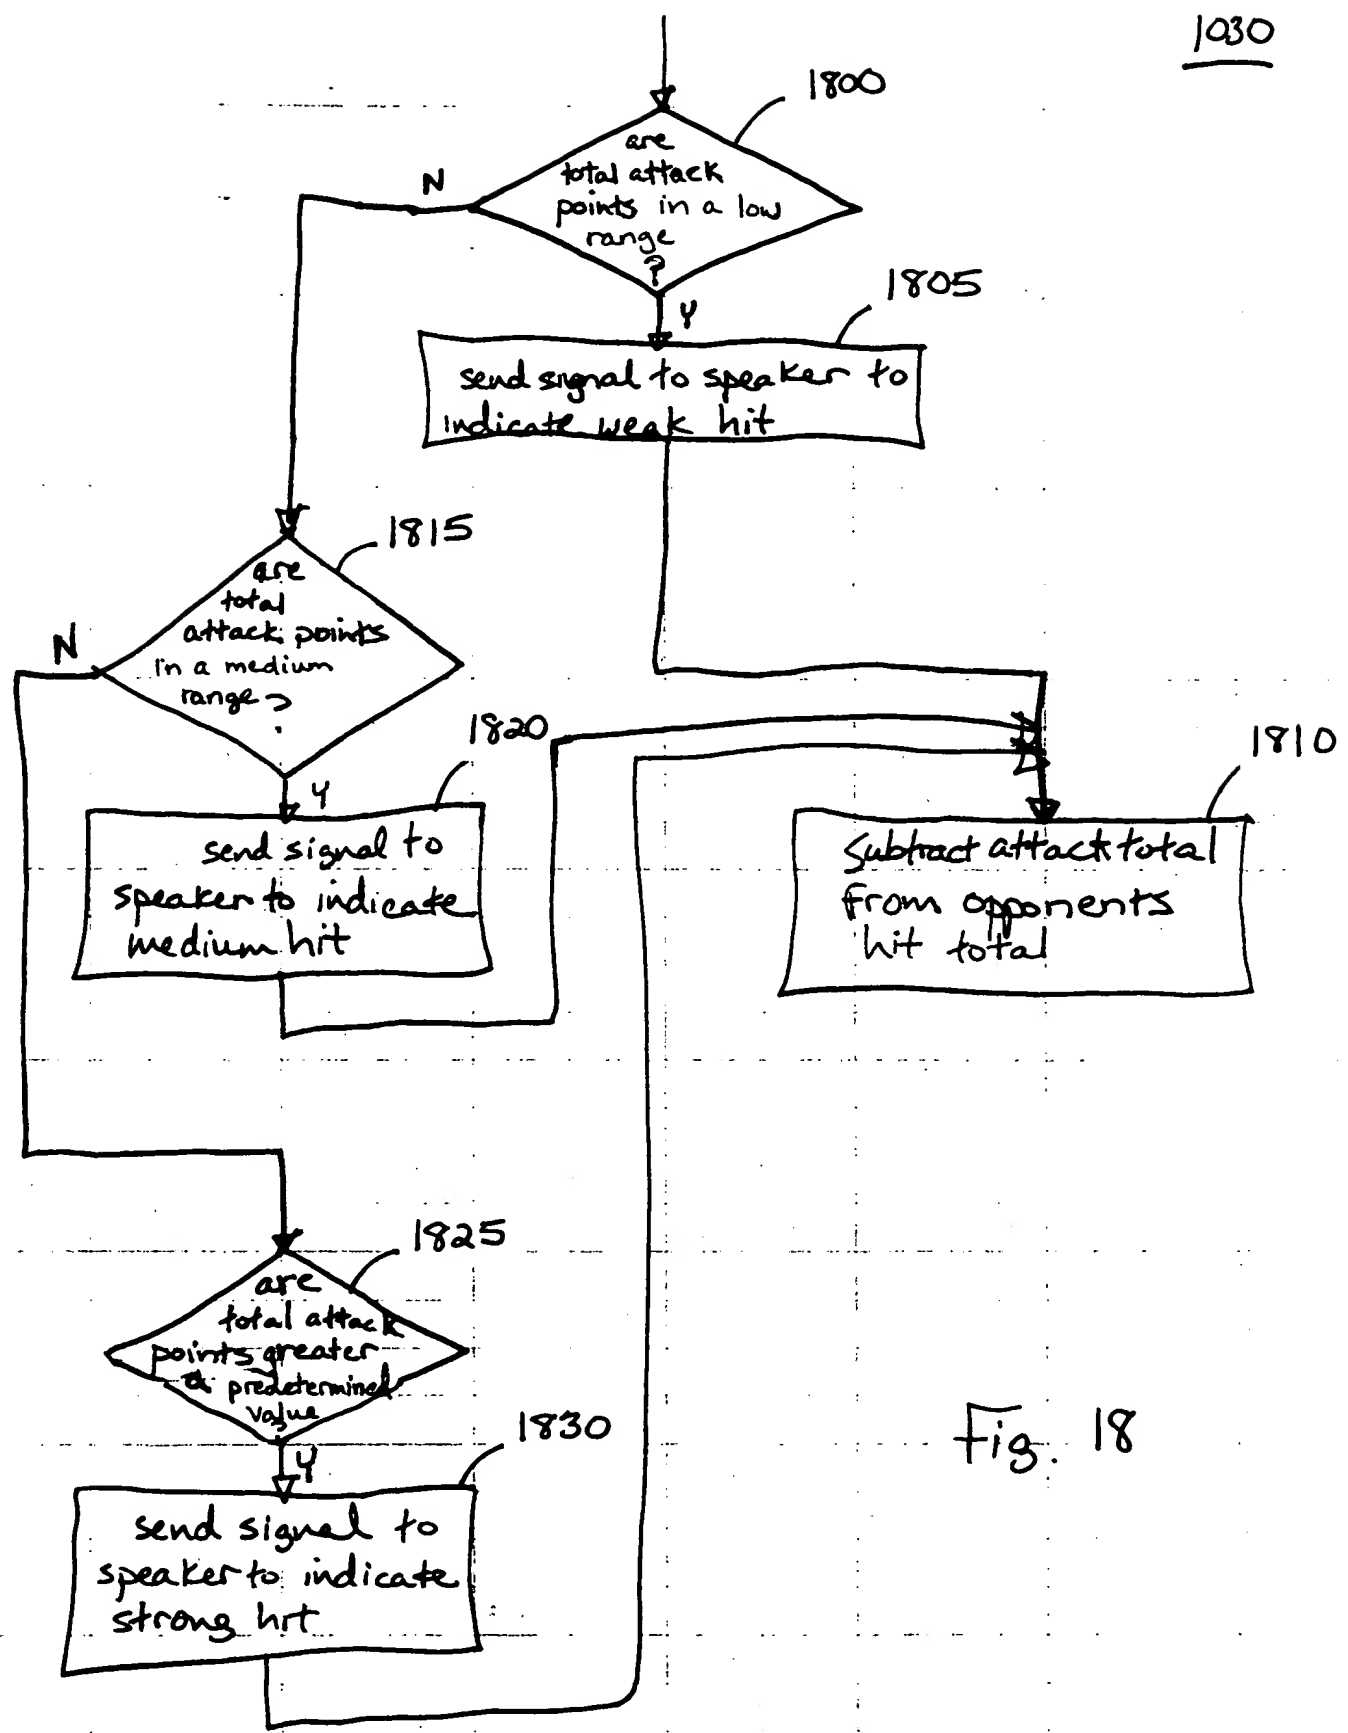 1030
1800
are
total attack
points in a low
range
?
N
Y
1805
send signal to speaker to
indicate weak hit
1815
are
total
attack points
in a medium
range ?
N
Y
1820
send signal to
speaker to indicate
medium hit
1810
Subtract attack total
from opponents
hit total
1825
are
total attack
points greater
a predetermined
value
Y
1830
send signal to
speaker to indicate
strong hit
Fig. 18